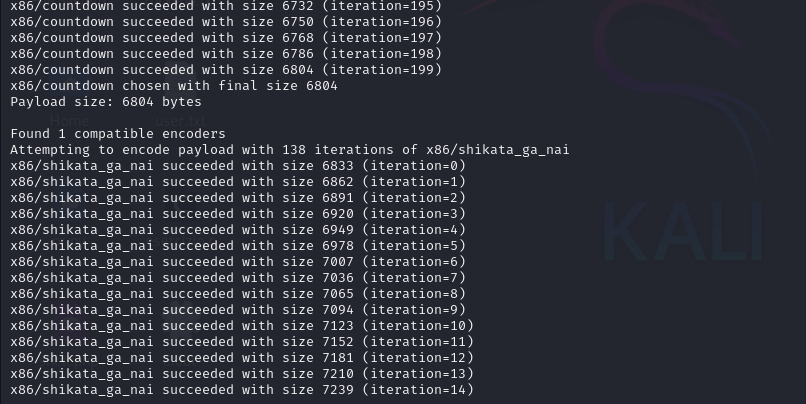 x86/countdown succeeded with size 6732 (iteration=195)
x86/countdown succeeded with size 6750 (iteration=196)
x86/countdown succeeded with size 6768 (iteration=197)
x86/countdown succeeded with size 6786 (iteration=198)
x86/countdown succeeded with size 6804 (iteration=199)
x86/countdown chosen with final size 6804
Payload size: 6804 bytes
Home user.txt
Found 1 compatible encoders
Attempting to encode payload with 138 iterations of x86/shikata_ga_nai
x86/shikata_ga_nai succeeded with size 6833 (iteration=0)
x86/shikata_ga_nai succeeded with size 6862 (iteration=1)
x86/shikata_ga_nai succeeded with size 6891 (iteration=2)
x86/shikata_ga_nai succeeded with size 6920 (iteration=3)
x86/shikata_ga_nai succeeded with size 6949 (iteration=4)
x86/shikata_ga_nai succeeded with size 6978 (iteration=5)
x86/shikata_ga_nai succeeded with size 7007 (iteration=6)
x86/shikata_ga_nai succeeded with size 7036 (iteration=7)
x86/shikata_ga_nai succeeded with size 7065 (iteration=8)
x86/shikata_ga_nai succeeded with size 7094 (iteration=9)
x86/shikata_ga_nai succeeded with size 7123 (iteration=10)
x86/shikata_ga_nai succeeded with size 7152 (iteration=11)
x86/shikata_ga_nai succeeded with size 7181 (iteration=12)
x86/shikata_ga_nai succeeded with size 7210 (iteration=13)
x86/shikata_ga_nai succeeded with size 7239 (iteration=14)
KALI